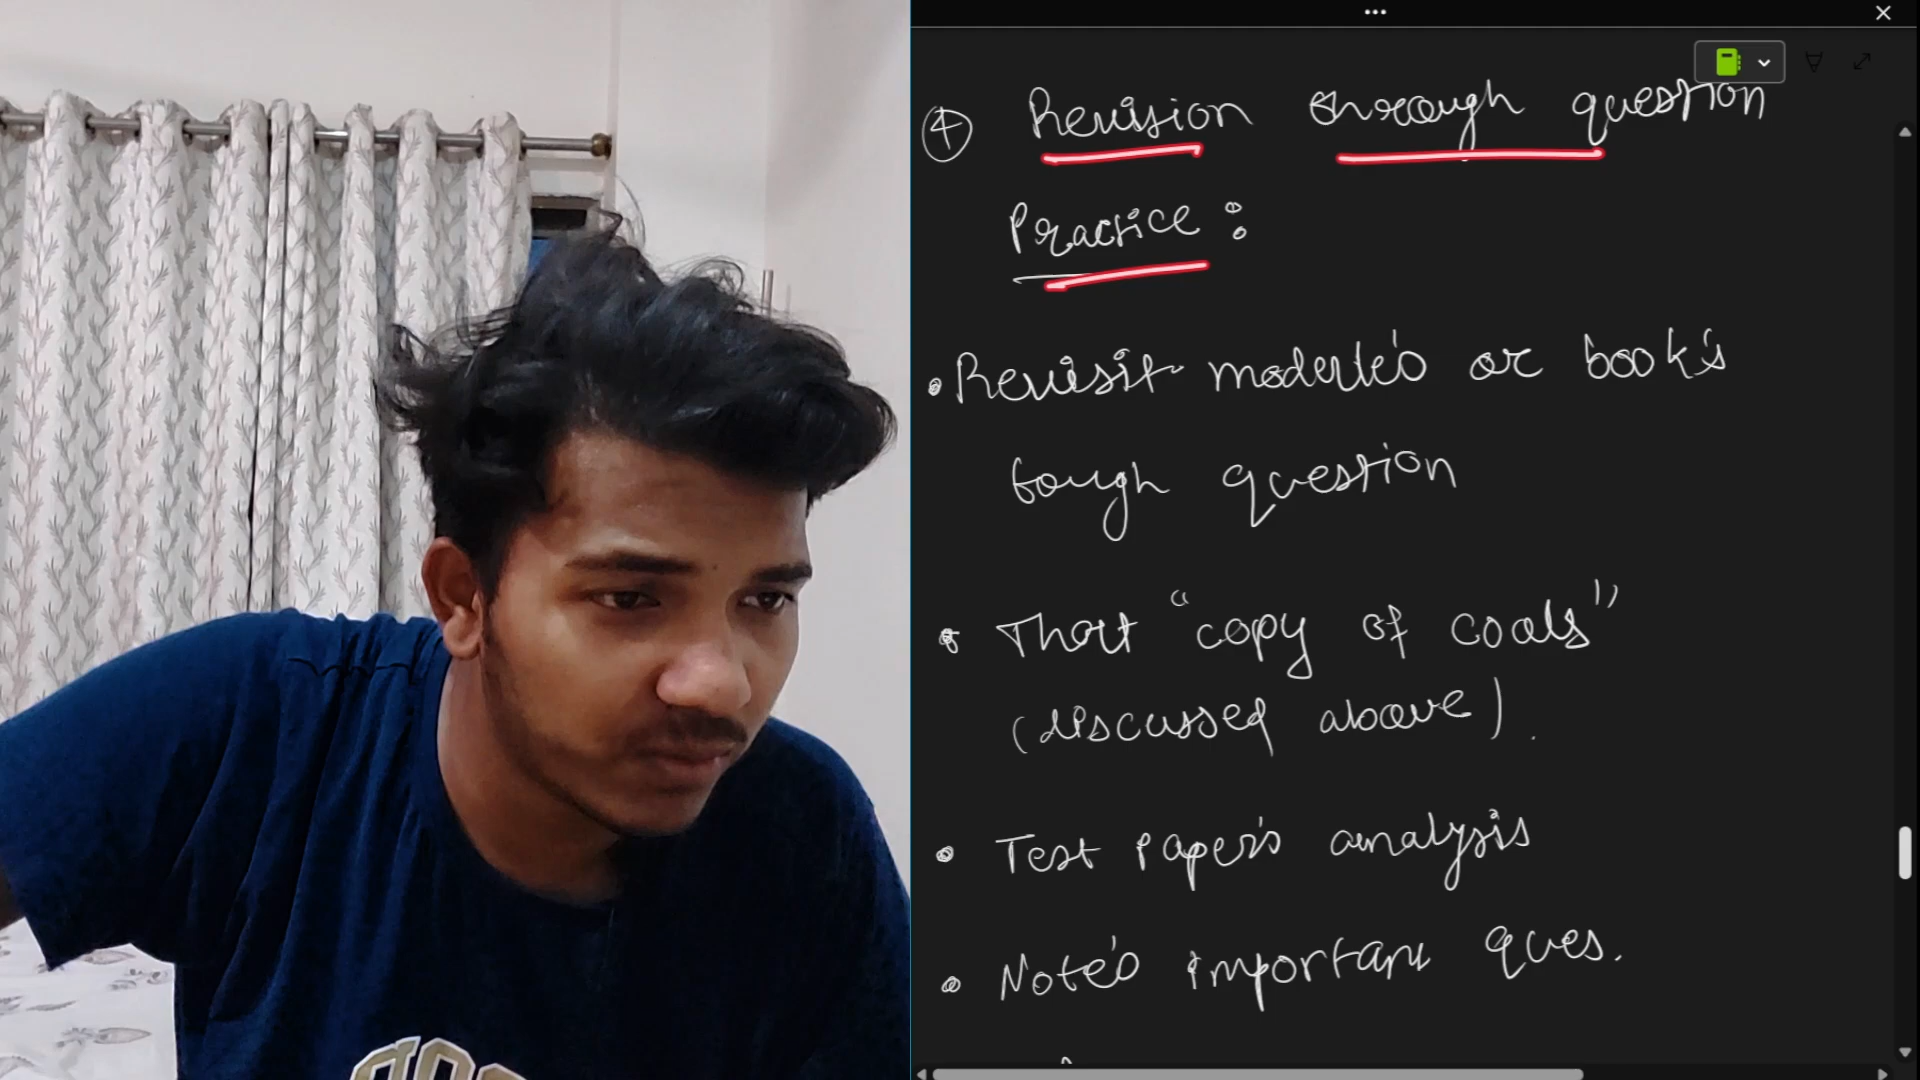 ④ Revision through question
Practice :
• Revisit module's or book's
tough question
• That "copy of goals"
(discussed above).
• Test Paper's analysis
• Note's important ques.